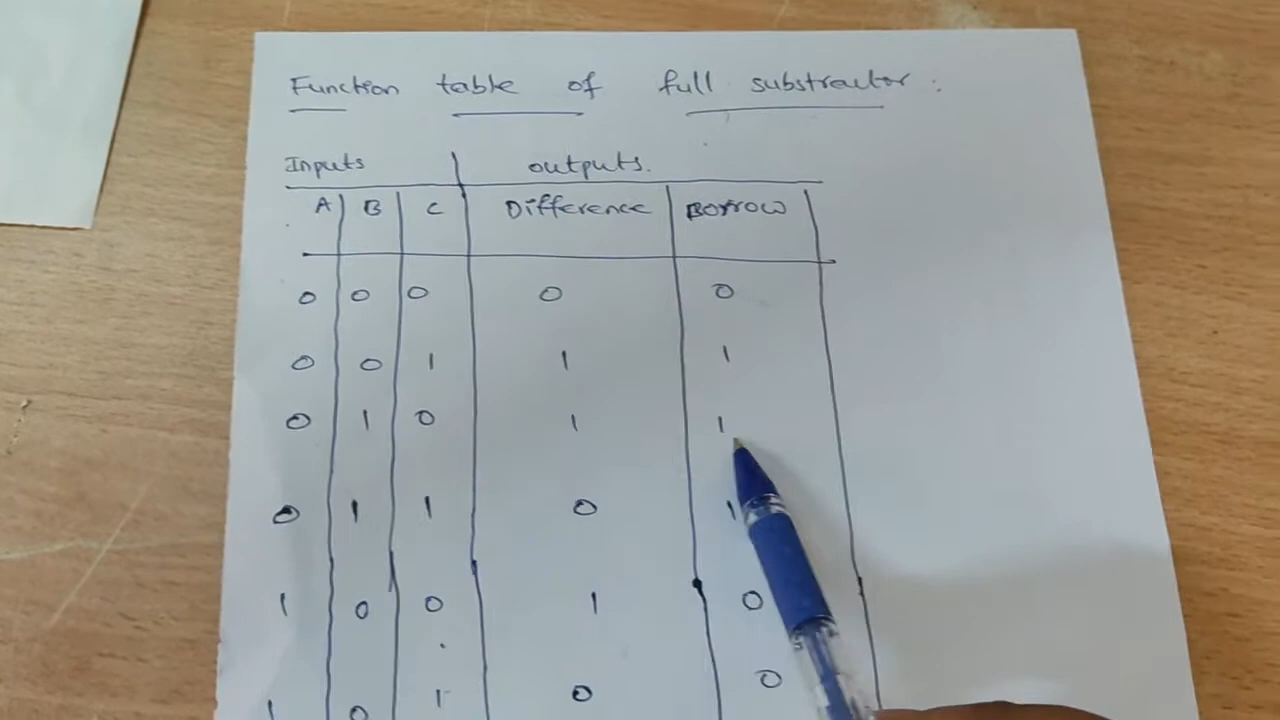 Function table of full substractor :
Inputs outputs.
A B C Difference Borrow
0 0 0 0 0
0 0 1 1 1
0 1 0 1 1
0 1 1 0 1
1 0 0 1 0
1 0 1 0 0